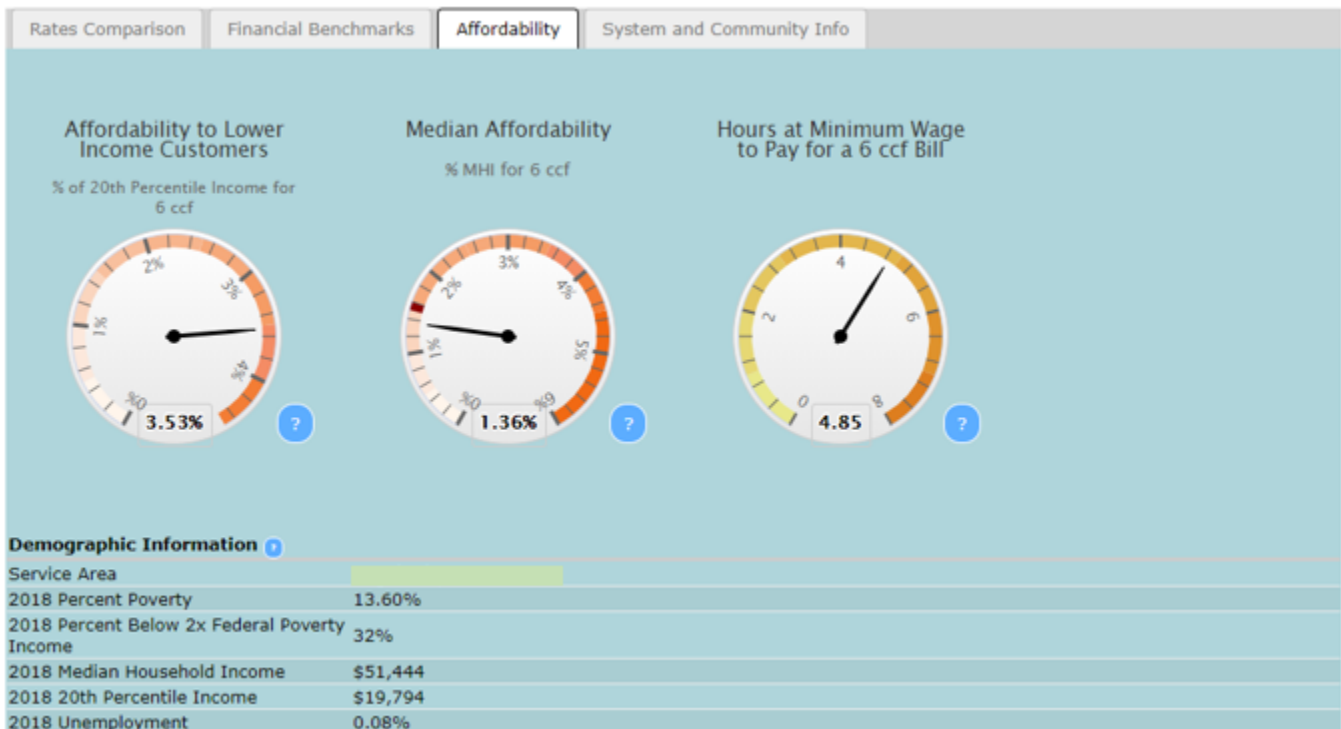 Rates Comparison Financial Benchmarks Affordability System and Community Info
Affordability to Lower
Income Customers
% of 20th Percentile Income for
6 ccf
0% 1% 2% 3% 4%
3.53%
?
Median Affordability
% MHI for 6 ccf
0% 1% 2% 3% 4% 5% 6%
1.36%
?
Hours at Minimum Wage
to Pay for a 6 ccf Bill
0 2 4 6 8
4.85
?
Demographic Information ?
Service Area
2018 Percent Poverty 13.60%
2018 Percent Below 2x Federal Poverty
Income 32%
2018 Median Household Income $51,444
2018 20th Percentile Income $19,794
2018 Unemployment 0.08%